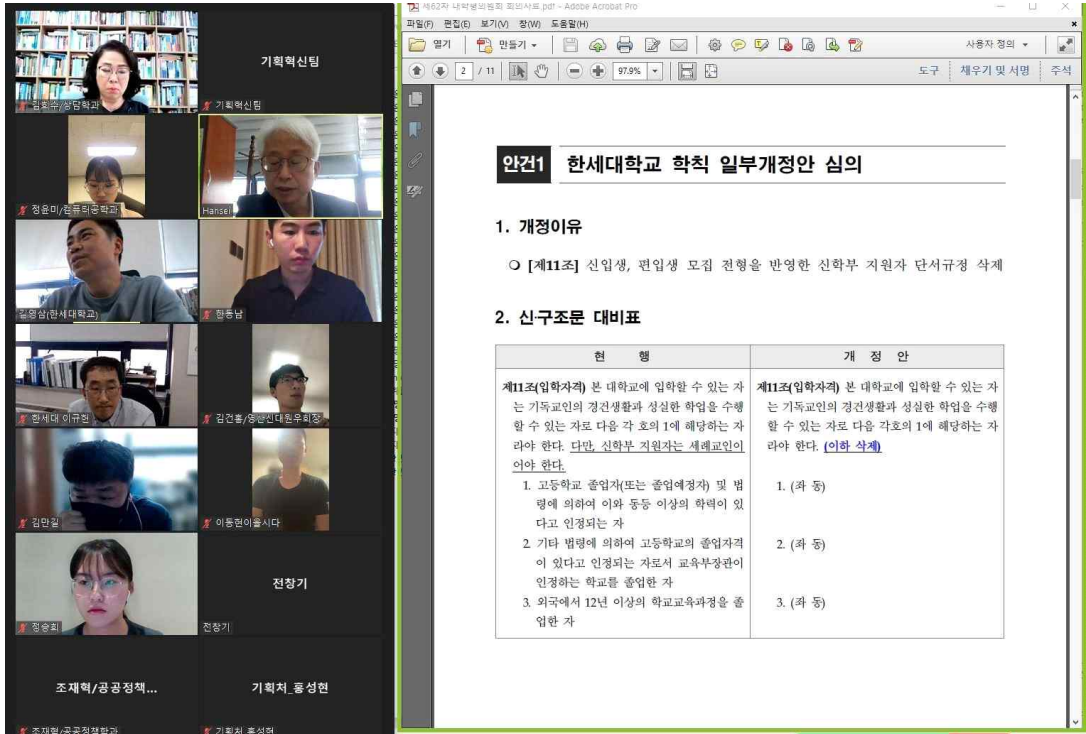 기획혁신팀
김희수/상담학과
기획혁신팀
정윤미/컴퓨터공학과
Hansei
김영삼(한세대학교)
한동남
한세대 이규헌
김건흥/영산신대원우회장
김만길
이동현이올시다
정승희
전창기
전창기
조재혁/공공정책...
기획처_홍성현
조재혁/공공정책학과
기획처 홍성현
제62차 대학평의원회 회의자료.pdf - Adobe Acrobat Pro
파일(F) 편집(E) 보기(V) 창(W) 도움말(H)
열기 만들기 사용자 정의
2 / 11 97.9% 도구 채우기 및 서명 주석
안건1 한세대학교 학칙 일부개정안 심의
1. 개정이유
[제11조] 신입생, 편입생 모집 전형을 반영한 신학부 지원자 단서규정 삭제
2. 신·구조문 대비표
현 행
제11조(입학자격) 본 대학교에 입학할 수 있는 자
는 기독교인의 경건생활과 성실한 학업을 수행
할 수 있는 자로 다음 각 호의 1에 해당하는 자
라야 한다. 다만, 신학부 지원자는 세례교인이
어야 한다.
1. 고등학교 졸업자(또는 졸업예정자) 및 법
령에 의하여 이와 동등 이상의 학력이 있
다고 인정되는 자
2. 기타 법령에 의하여 고등학교의 졸업자격
이 있다고 인정되는 자로서 교육부장관이
인정하는 학교를 졸업한 자
3. 외국에서 12년 이상의 학교교육과정을 졸
업한 자
개 정 안
제11조(입학자격) 본 대학교에 입학할 수 있는 자
는 기독교인의 경건생활과 성실한 학업을 수행
할 수 있는 자로 다음 각호의 1에 해당하는 자
라야 한다. (이하 삭제)
1. (좌 동)
2. (좌 동)
3. (좌 동)